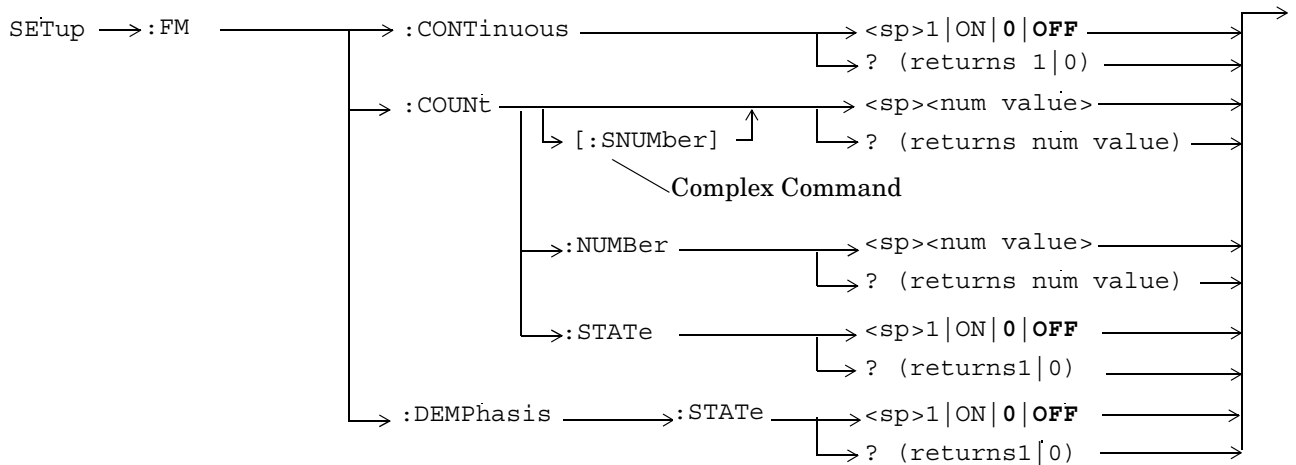 SETup :FM :CONTinuous <sp>1|ON|0|OFF
? (returns 1|0)
:COUNt <sp><num value>
[:SNUMber] ? (returns num value)
Complex Command
:NUMBer <sp><num value>
? (returns num value)
:STATe <sp>1|ON|0|OFF
? (returns1|0)
:DEMPhasis :STATe <sp>1|ON|0|OFF
? (returns1|0)